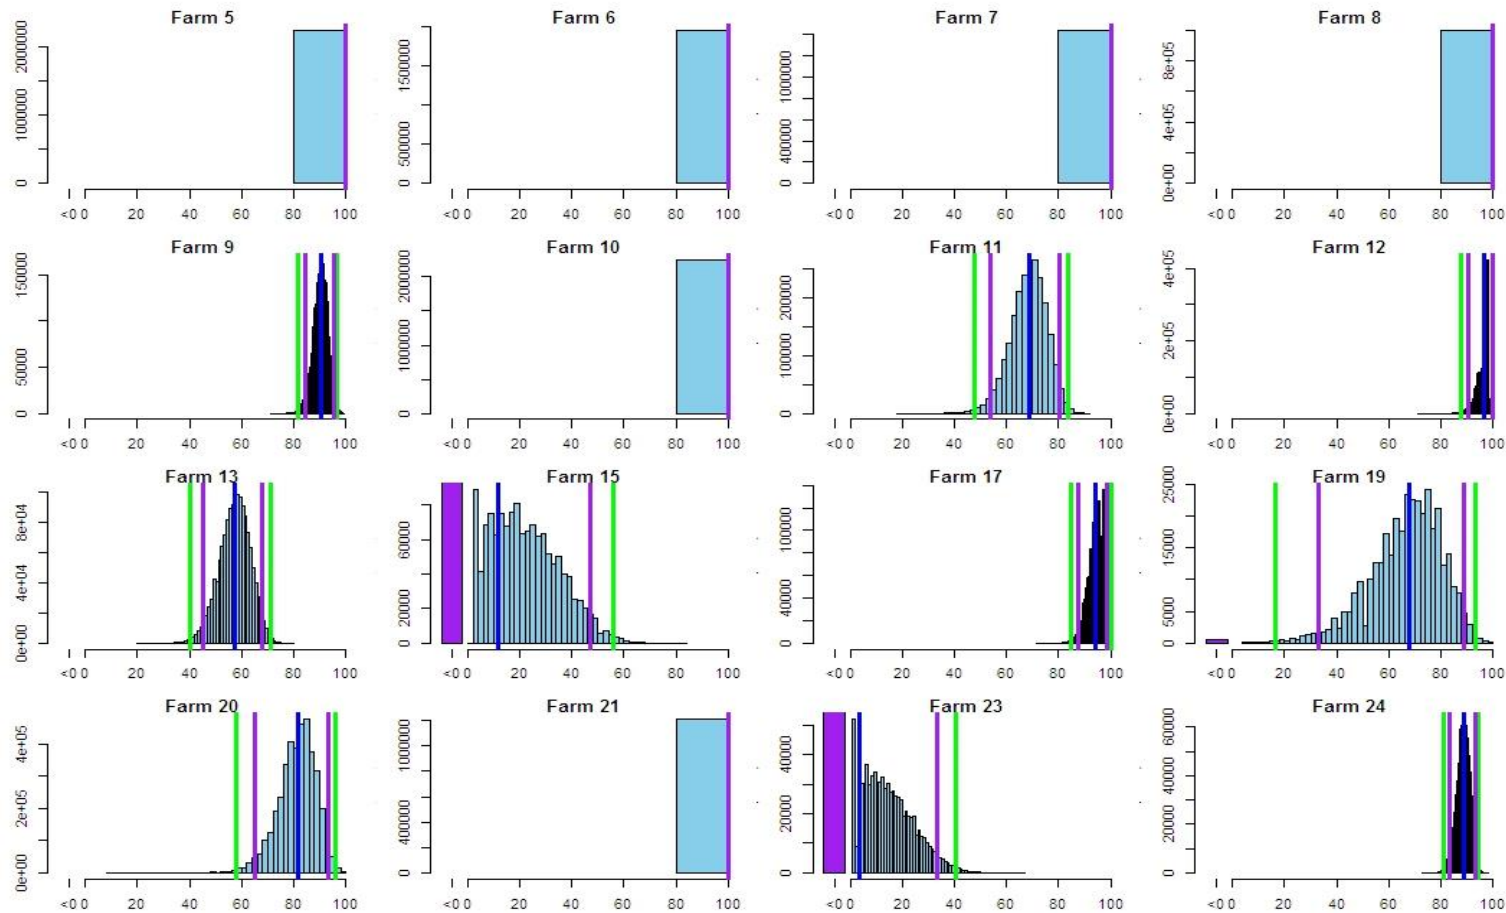 Farm 5 Farm 6 Farm 7 Farm 8
0 1000000 2000000
0 500000 1500000
0 400000 1000000
0e+00 4e+05 8e+05
<0 0 20 40 60 80 100 <0 0 20 40 60 80 100 <0 0 20 40 60 80 100 <0 0 20 40 60 80 100
Farm 9 Farm 10 Farm 11 Farm 12
0 50000 150000
0 1000000 2000000
0 100000 200000
0e+00 2e+05 4e+05
<0 0 20 40 60 80 100 <0 0 20 40 60 80 100 <0 0 20 40 60 80 100 <0 0 20 40 60 80 100
Farm 13 Farm 15 Farm 17 Farm 19
0e+00 4e+04 8e+04
0 20000 60000
0 40000 100000
0 5000 15000 25000
<0 0 20 40 60 80 100 <0 0 20 40 60 80 100 <0 0 20 40 60 80 100 <0 0 20 40 60 80 100
Farm 20 Farm 21 Farm 23 Farm 24
0e+00 2e+05 4e+05
0 400000 1000000
0 20000 40000
0 20000 40000 60000
<0 0 20 40 60 80 100 <0 0 20 40 60 80 100 <0 0 20 40 60 80 100 <0 0 20 40 60 80 100